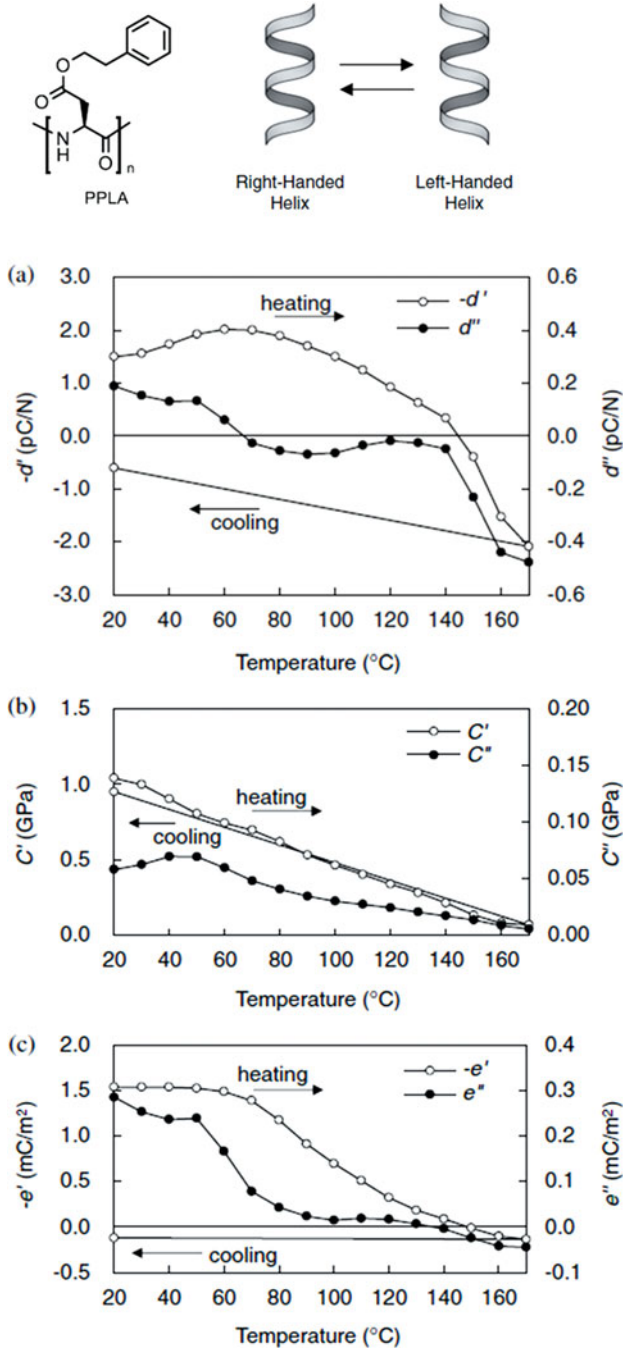 O
O
N
H
O
n
PPLA
Right-Handed
Helix
Left-Handed
Helix
(a)
3.0
2.0
1.0
0.0
-1.0
-2.0
-3.0
-d' (pC/N)
heating
cooling
-d'
d"
0.6
0.4
0.2
0.0
-0.2
-0.4
-0.6
d" (pC/N)
20 40 60 80 100 120 140 160
Temperature (°C)
(b)
1.5
1.0
0.5
0.0
C' (GPa)
heating
cooling
C'
C"
0.20
0.15
0.10
0.05
0.00
C" (GPa)
20 40 60 80 100 120 140 160
Temperature (°C)
(c)
2.0
1.5
1.0
0.5
0.0
-0.5
-e' (mC/m²)
heating
cooling
-e'
e"
0.4
0.3
0.2
0.1
0.0
-0.1
e" (mC/m²)
20 40 60 80 100 120 140 160
Temperature (°C)